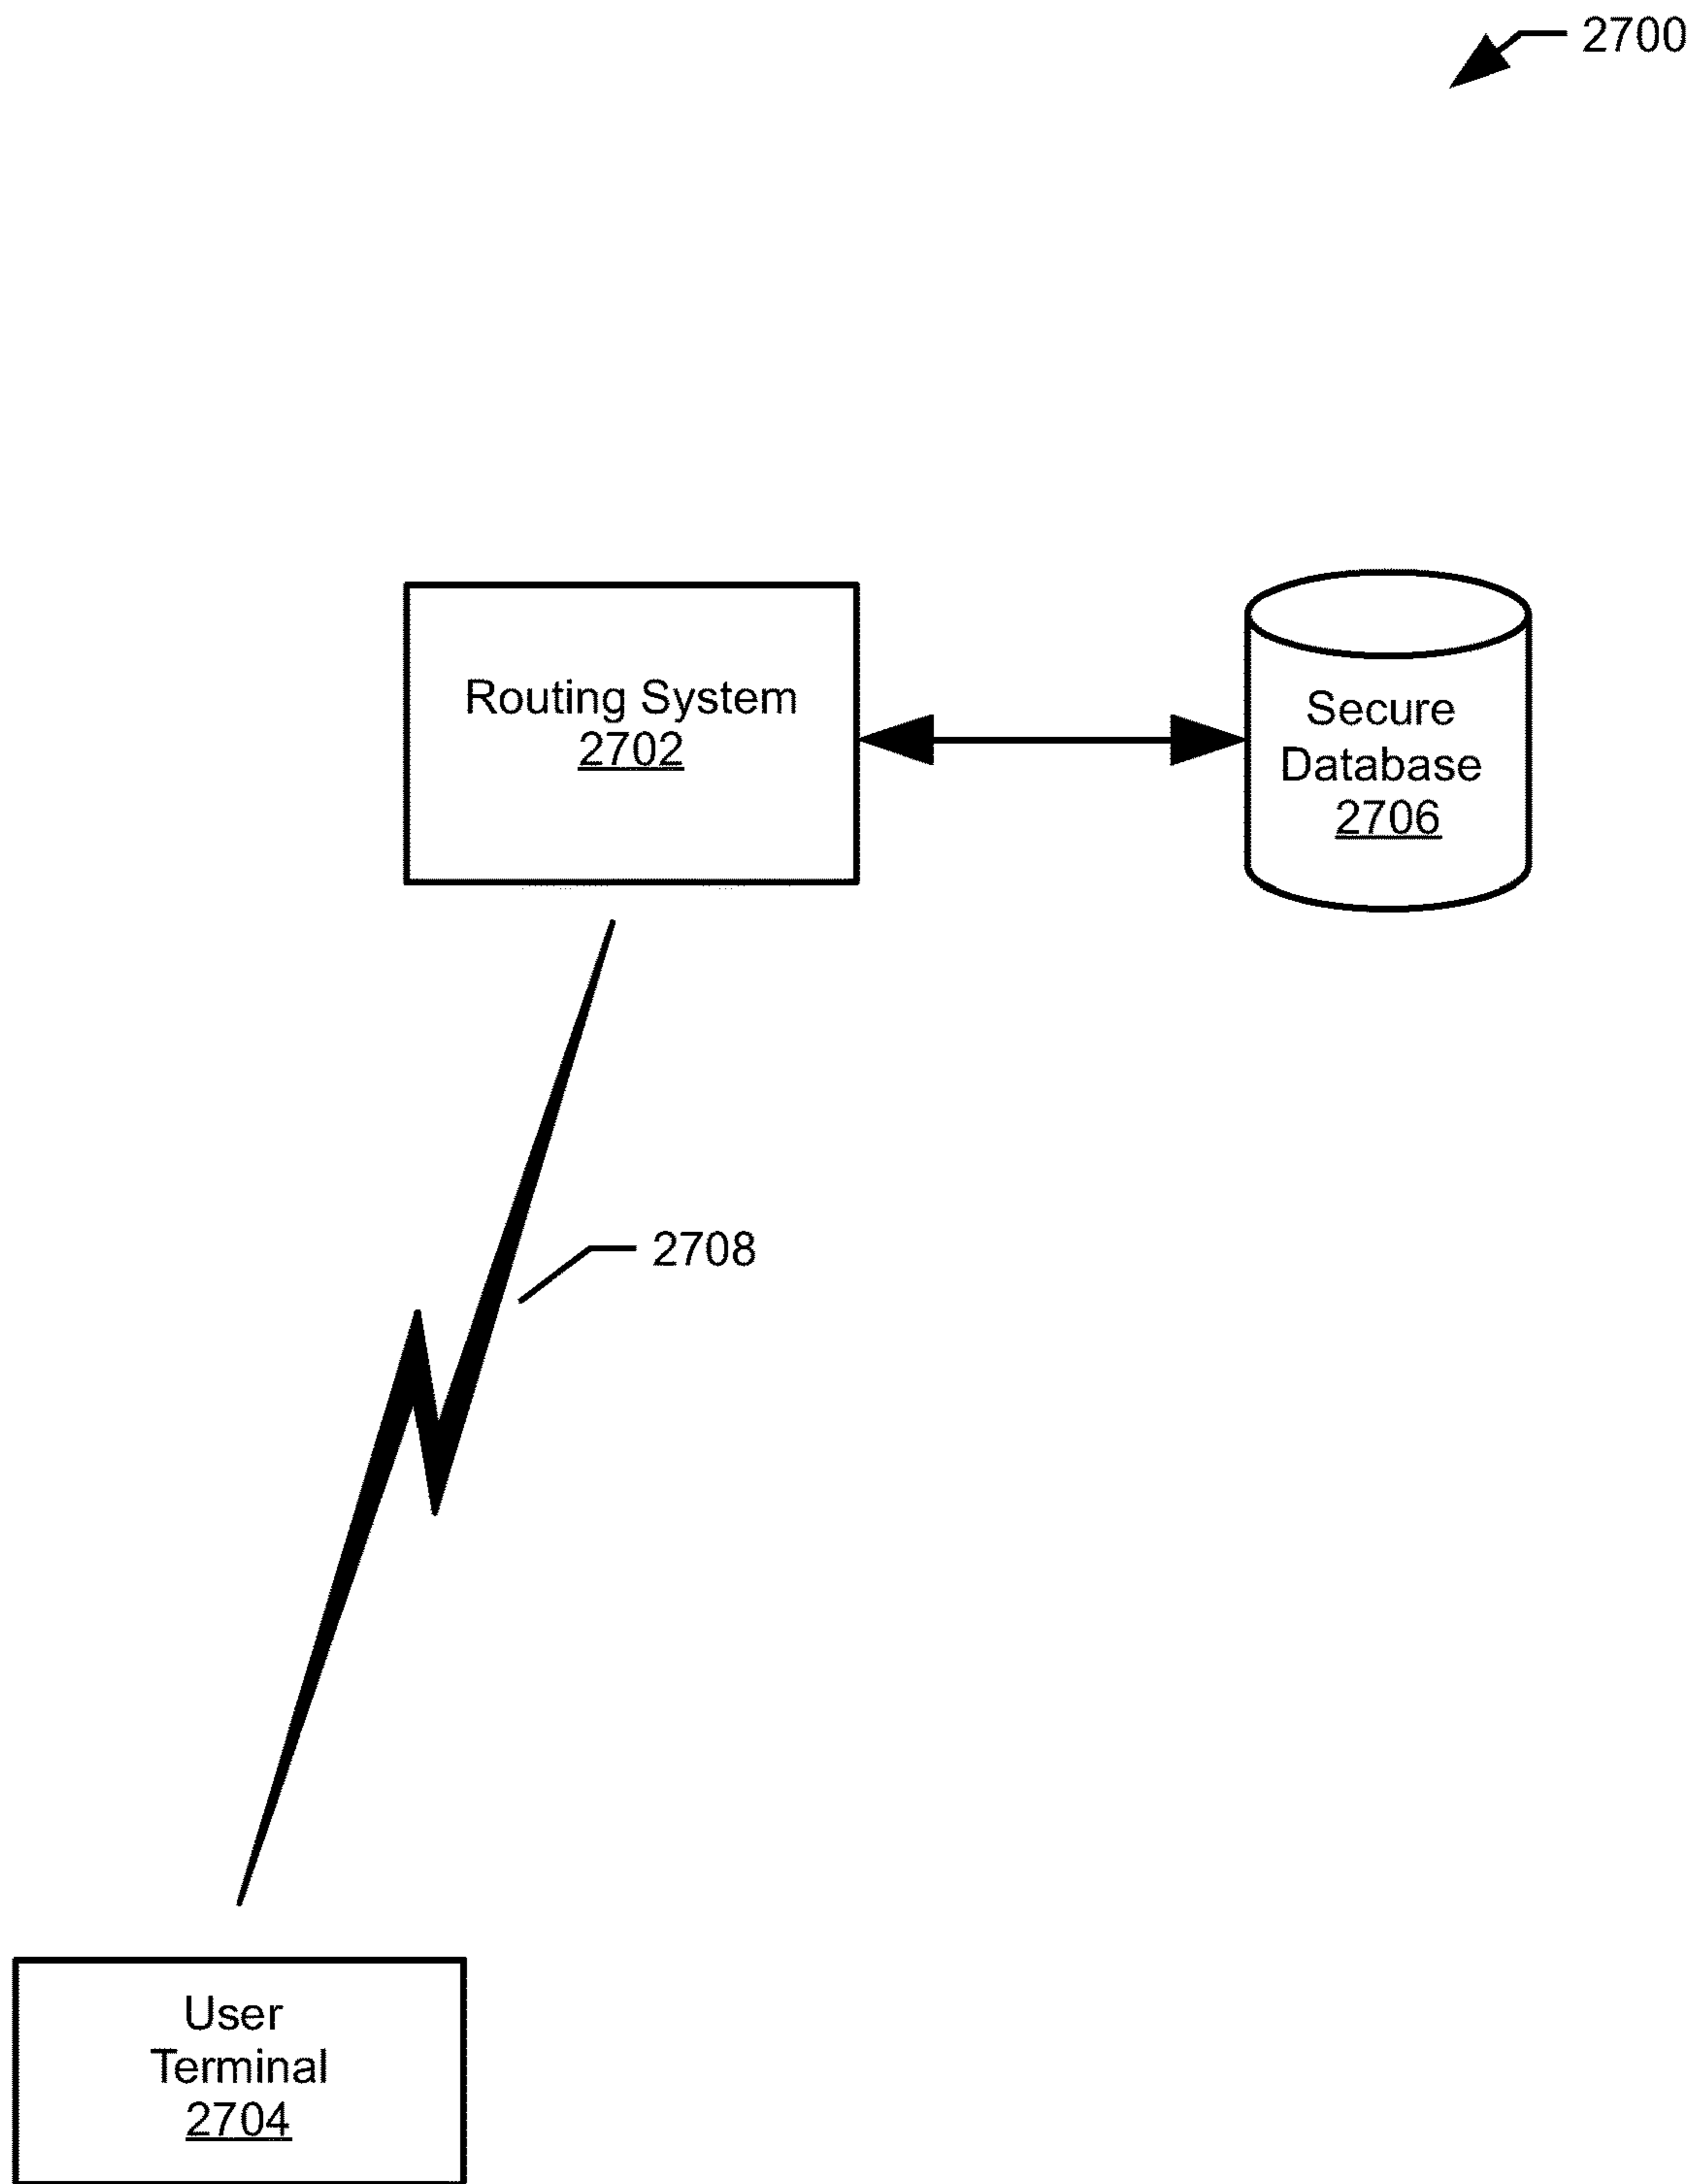 2700
Routing System
2702
Secure
Database
2706
2708
User
Terminal
2704